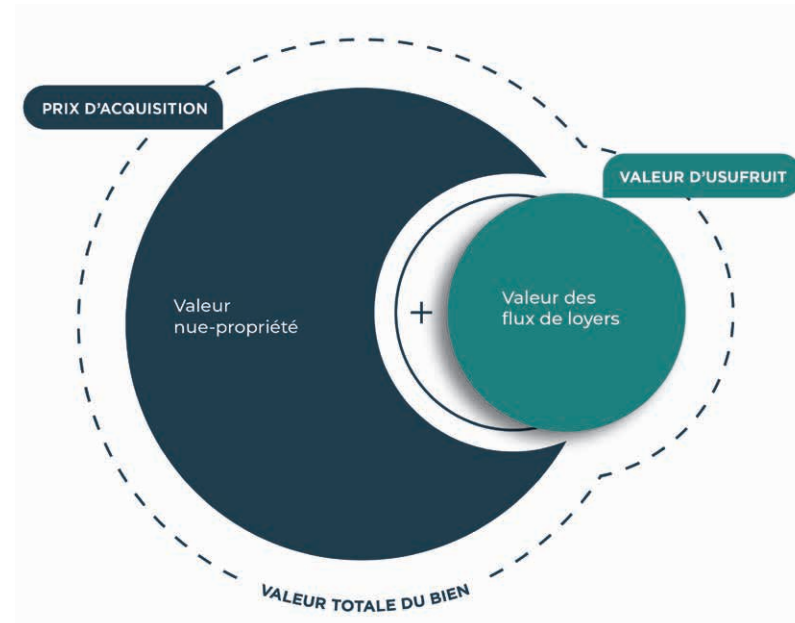 PRIX D'ACQUISITION
VALEUR D'USUFRUIT
Valeur
nue-propriété
+
Valeur des
flux de loyers
VALEUR TOTALE DU BIEN